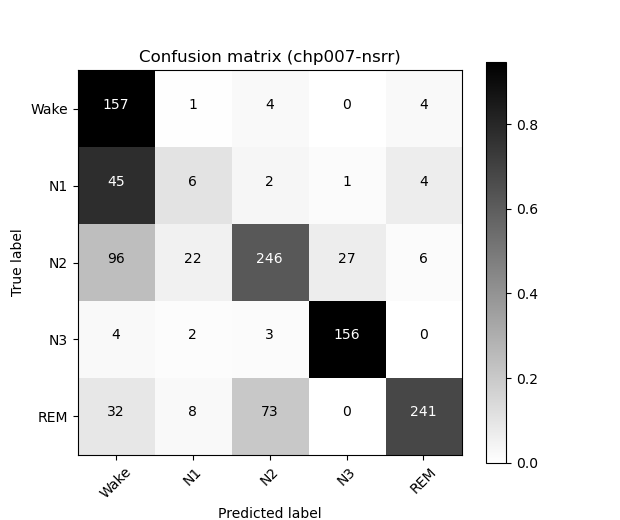 Confusion matrix (chp007-nsrr)
Wake 157 1 4 0 4
N1 45 6 2 1 4
N2 96 22 246 27 6
N3 4 2 3 156 0
REM 32 8 73 0 241
Wake N1 N2 N3 REM
Predicted label
True label
0.8
0.6
0.4
0.2
0.0